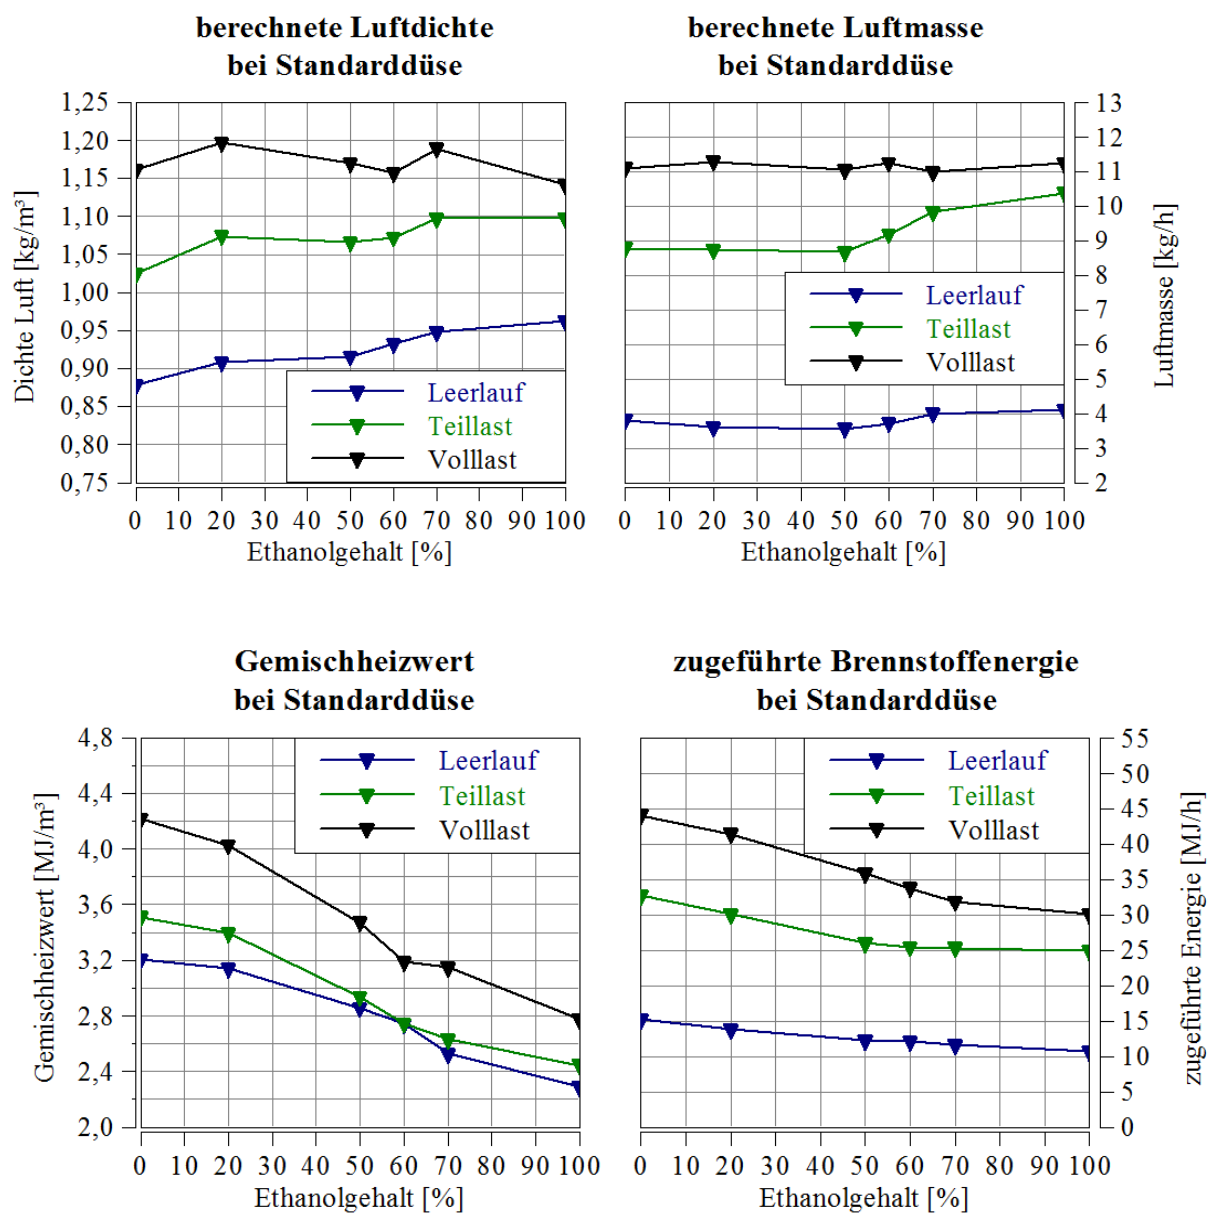 berechnete Luftdichte
bei Standarddüse
1,25
1,20
1,15
1,10
1,05
1,00
0,95
0,90
0,85
0,80
0,75
Dichte Luft [kg/m³]
Leerlauf
Teillast
Volllast
0 10 20 30 40 50 60 70 80 90 100
Ethanolgehalt [%]
berechnete Luftmasse
bei Standarddüse
13
12
11
10
9
8
7
6
5
4
3
2
Luftmasse [kg/h]
Leerlauf
Teillast
Volllast
0 10 20 30 40 50 60 70 80 90 100
Ethanolgehalt [%]
Gemischheizwert
bei Standarddüse
4,8
4,4
4,0
3,6
3,2
2,8
2,4
2,0
Gemischheizwert [MJ/m³]
Leerlauf
Teillast
Volllast
0 10 20 30 40 50 60 70 80 90 100
Ethanolgehalt [%]
zugeführte Brennstoffenergie
bei Standarddüse
55
50
45
40
35
30
25
20
15
10
5
0
zugeführte Energie [MJ/h]
Leerlauf
Teillast
Volllast
0 10 20 30 40 50 60 70 80 90 100
Ethanolgehalt [%]